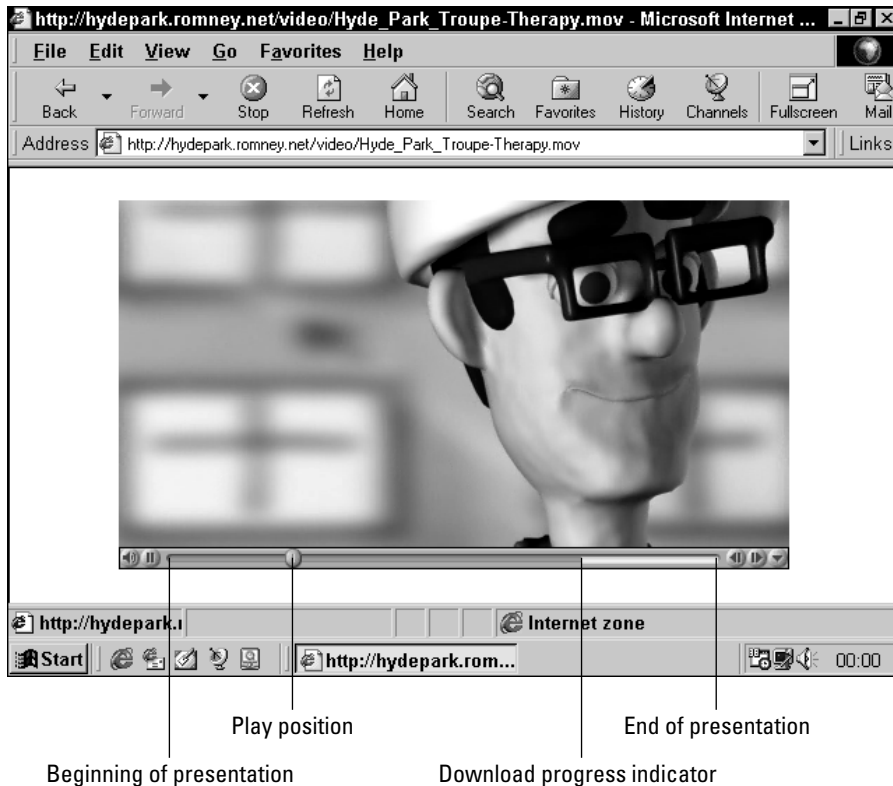 http://hydepark.romney.net/video/Hyde_Park_Troupe-Therapy.mov - Microsoft Internet ...
File Edit View Go Favorites Help
Back Forward Stop Refresh Home Search Favorites History Channels Fullscreen Mail
Address http://hydepark.romney.net/video/Hyde_Park_Troupe-Therapy.mov Links
http://hydepark. Internet zone
Start http://hydepark.rom... 00:00
Play position End of presentation
Beginning of presentation Download progress indicator